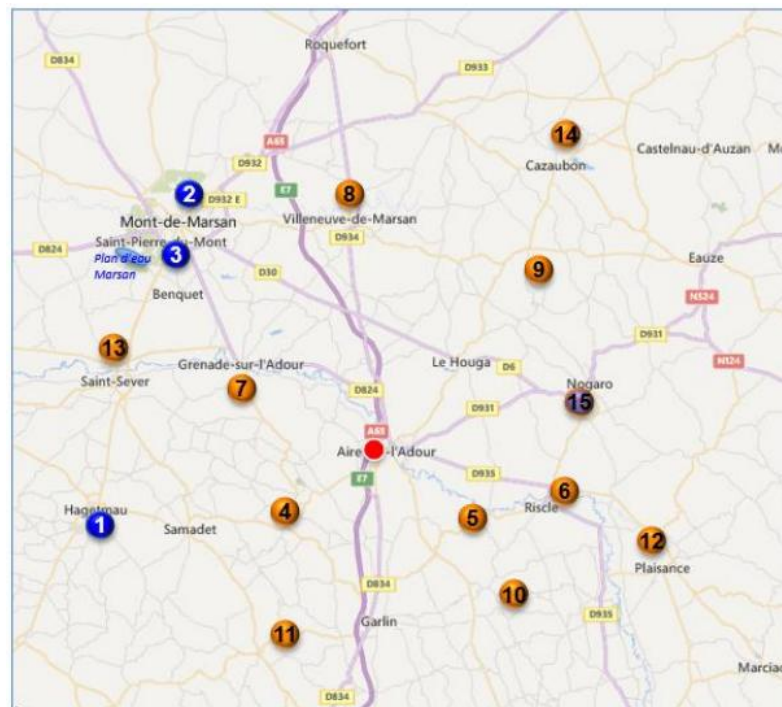 Roquefort
D834
D933
A65
14
D932
Castelnau-d'Auzan
Cazaubon
2
D932 E
E7
8
Mont-de-Marsan
Villeneuve-de-Marsan
D824
Saint-Pierre-du-Mont
D934
3
Plan d'eau
Marsan
D30
9
Eauze
Benquet
N524
13
D931
Saint-Sever
Grenade-sur-l'Adour
Le Houga
D6
N124
7
D824
Nogaro
15
D931
A65
Aire l'Adour
D935
6
Hagetmau
1
Samadet
4
E7
5
Riscle
12
Plaisance
D834
10
11
Garlin
D935
D834
Marciac